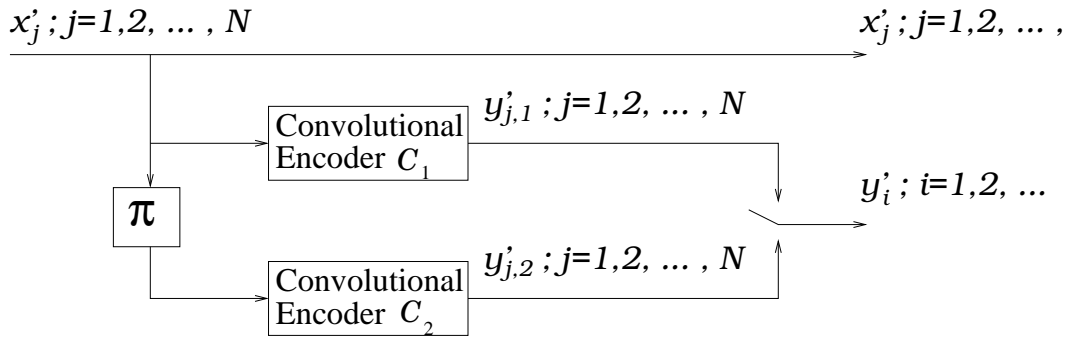 x'j ; j=1,2, ... , N
x'j ; j=1,2, ... ,
Convolutional
Encoder C1
y'j,1 ; j=1,2, ... , N
π
y'i ; i=1,2, ...
Convolutional
Encoder C2
y'j,2 ; j=1,2, ... , N